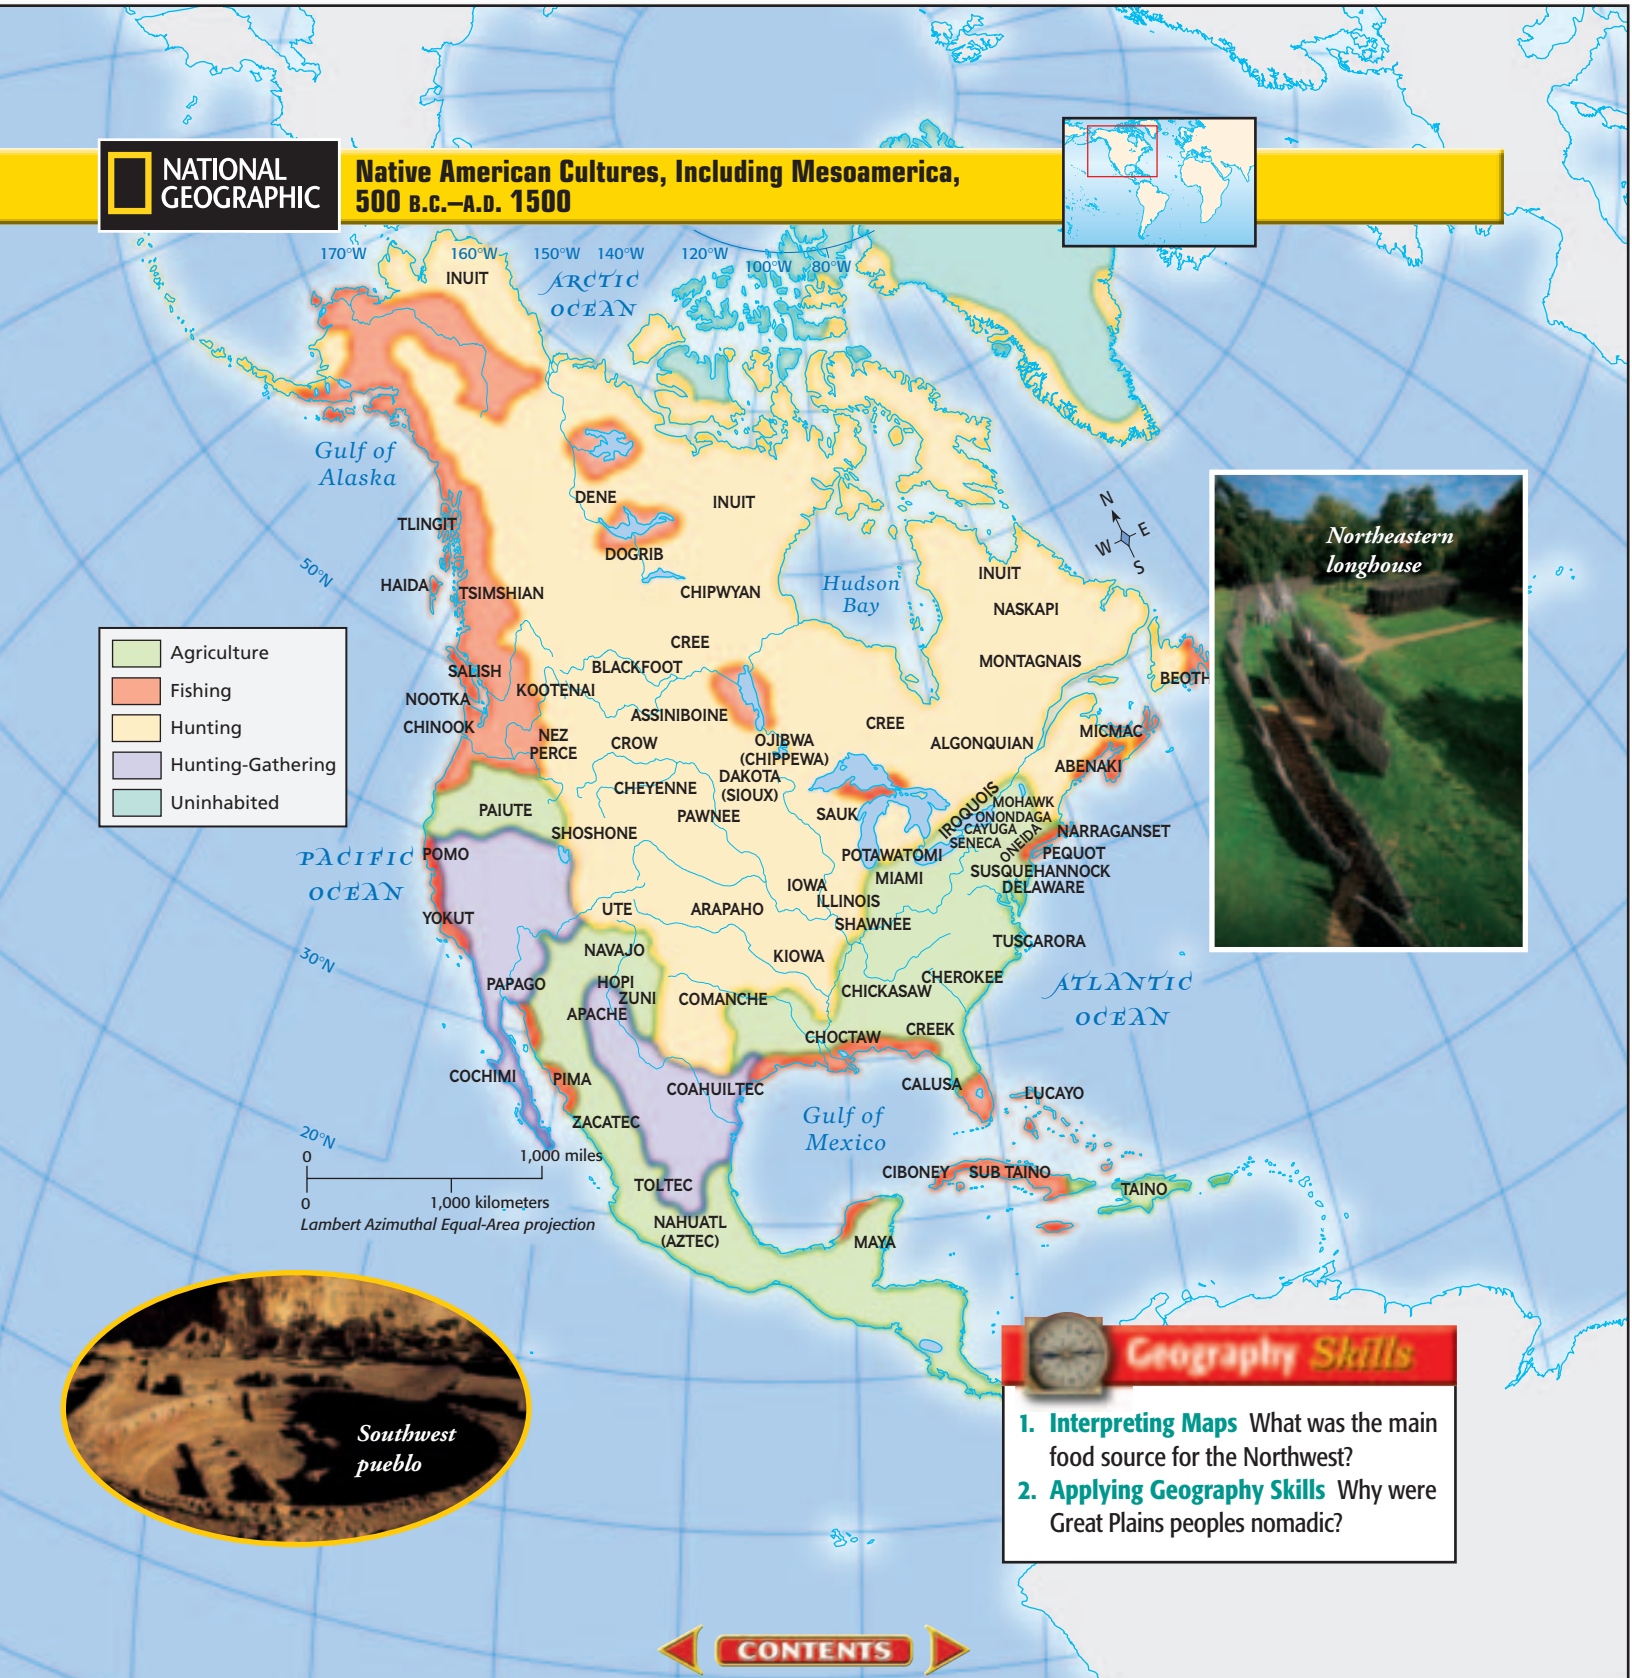 NATIONAL
GEOGRAPHIC
Native American Cultures, Including Mesoamerica,
500 B.C.–A.D. 1500
170°W
160°W
150°W
140°W
120°W
100°W
80°W
INUIT
ARCTIC
OCEAN
Gulf of
Alaska
DENE
INUIT
TLINGIT
DOGRIB
50°N
HAIDA
TSIMSHIAN
CHIPWYAN
Hudson
Bay
INUIT
NASKAPI
N
E
W
S
Northeastern
longhouse
Agriculture
Fishing
Hunting
Hunting-Gathering
Uninhabited
CREE
BLACKFOOT
MONTAGNAIS
SALISH
KOOTENAI
BEOTH
NOOTKA
ASSINIBOINE
CHINOOK
CREE
NEZ
PERCE
CROW
OJIBWA
(CHIPPEWA)
ALGONQUIAN
MICMAC
ABENAKI
DAKOTA
(SIOUX)
CHEYENNE
PAIUTE
PAWNEE
SAUK
IROQUOIS
MOHAWK
ONONDAGA
CAYUGA
SENECA
ONEIDA
NARRAGANSET
SHOSHONE
PACIFIC
OCEAN
POMO
POTAWATOMI
PEQUOT
SUSQUEHANNOCK
MIAMI
DELAWARE
IOWA
ILLINOIS
YOKUT
UTE
ARAPAHO
SHAWNEE
TUSCARORA
NAVAJO
KIOWA
30°N
PAPAGO
HOPI
ZUNI
APACHE
COMANCHE
CHICKASAW
CHEROKEE
ATLANTIC
OCEAN
CHOCTAW
CREEK
COCHIMI
PIMA
COAHUILTEC
CALUSA
LUCAYO
ZACATEC
Gulf of
Mexico
20°N
0
1,000 miles
0
1,000 kilometers
Lambert Azimuthal Equal-Area projection
CIBONEY
SUB TAINO
TAINO
TOLTEC
NAHUATL
(AZTEC)
MAYA
Southwest
pueblo
Geography Skills
1. Interpreting Maps What was the main
food source for the Northwest?
2. Applying Geography Skills Why were
Great Plains peoples nomadic?
CONTENTS